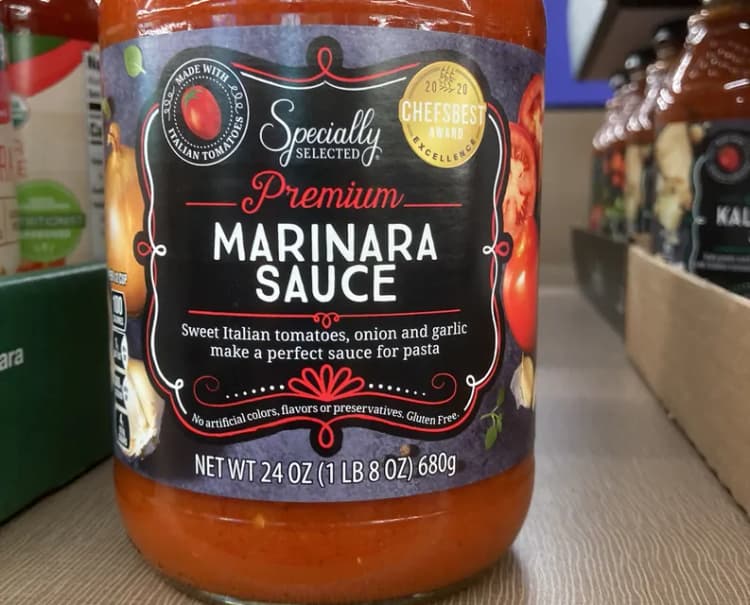 MADE WITH
ITALIAN TOMATOES
Specially
SELECTED
2020
CHEFSBEST
AWARD
EXCELLENCE
Premium
MARINARA
SAUCE
Sweet Italian tomatoes, onion and garlic
make a perfect sauce for pasta
No artificial colors, flavors or preservatives. Gluten Free.
NET WT 24 OZ (1 LB 8 OZ) 680g
100
ara
KAL